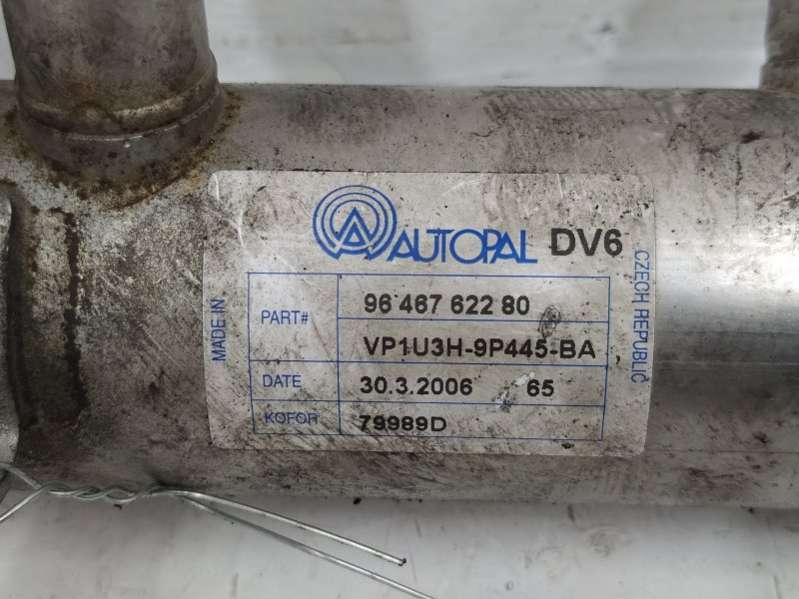 AUTOPAL DV6
MADE IN
CZECH REPUBLIC
PART# 96 467 622 80
VP1U3H-9P445-BA
DATE 30.3.2006 65
KOFOR 79989D